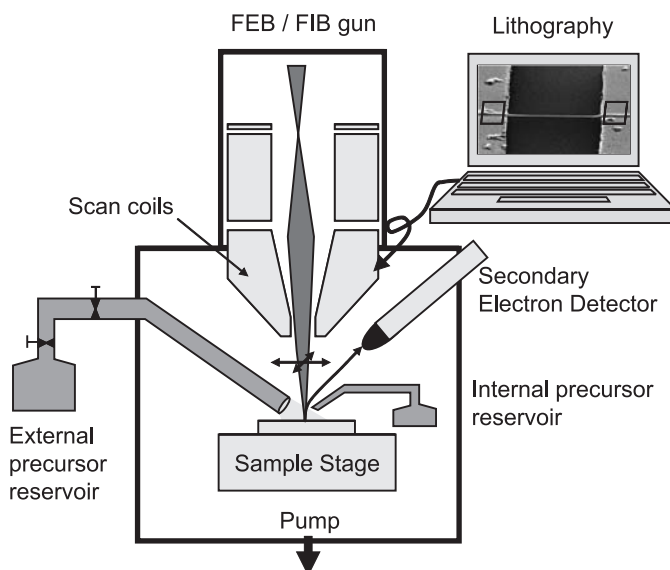 FEB / FIB gun
Lithography
Scan coils
Secondary
Electron Detector
Internal precursor
reservoir
External
precursor
reservoir
Sample Stage
Pump